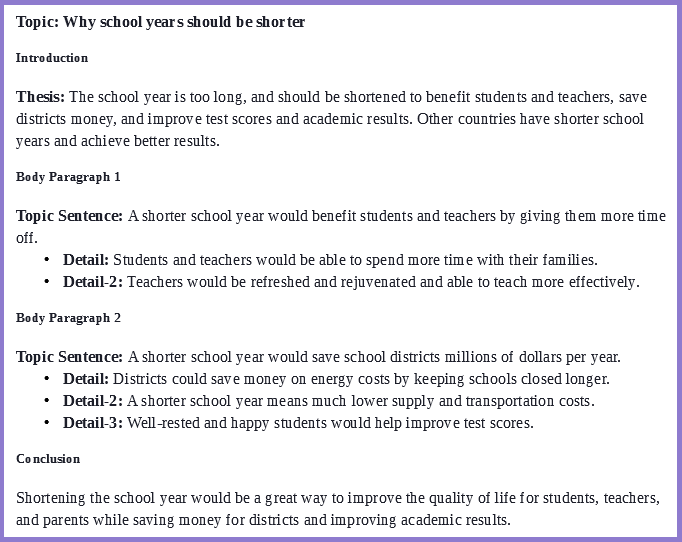 Topic: Why school years should be shorter
Introduction
Thesis: The school year is too long, and should be shortened to benefit students and teachers, save
districts money, and improve test scores and academic results. Other countries have shorter school
years and achieve better results.
Body Paragraph 1
Topic Sentence: A shorter school year would benefit students and teachers by giving them more time
off.
• Detail: Students and teachers would be able to spend more time with their families.
• Detail-2: Teachers would be refreshed and rejuvenated and able to teach more effectively.
Body Paragraph 2
Topic Sentence: A shorter school year would save school districts millions of dollars per year.
• Detail: Districts could save money on energy costs by keeping schools closed longer.
• Detail-2: A shorter school year means much lower supply and transportation costs.
• Detail-3: Well-rested and happy students would help improve test scores.
Conclusion
Shortening the school year would be a great way to improve the quality of life for students, teachers,
and parents while saving money for districts and improving academic results.